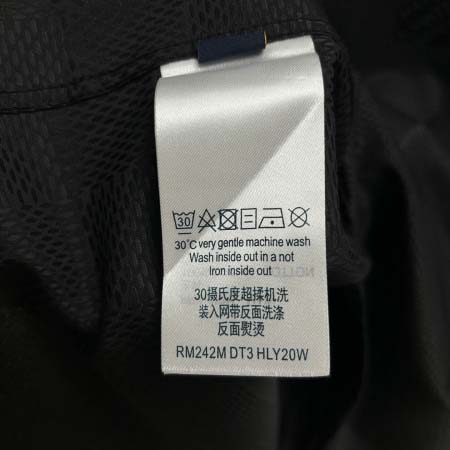 30
30°C very gentle machine wash
Wash inside out in a not
Iron inside out
30摄氏度超揉机洗
装入网带反面洗涤
反面熨烫
RM242M DT3 HLY20W